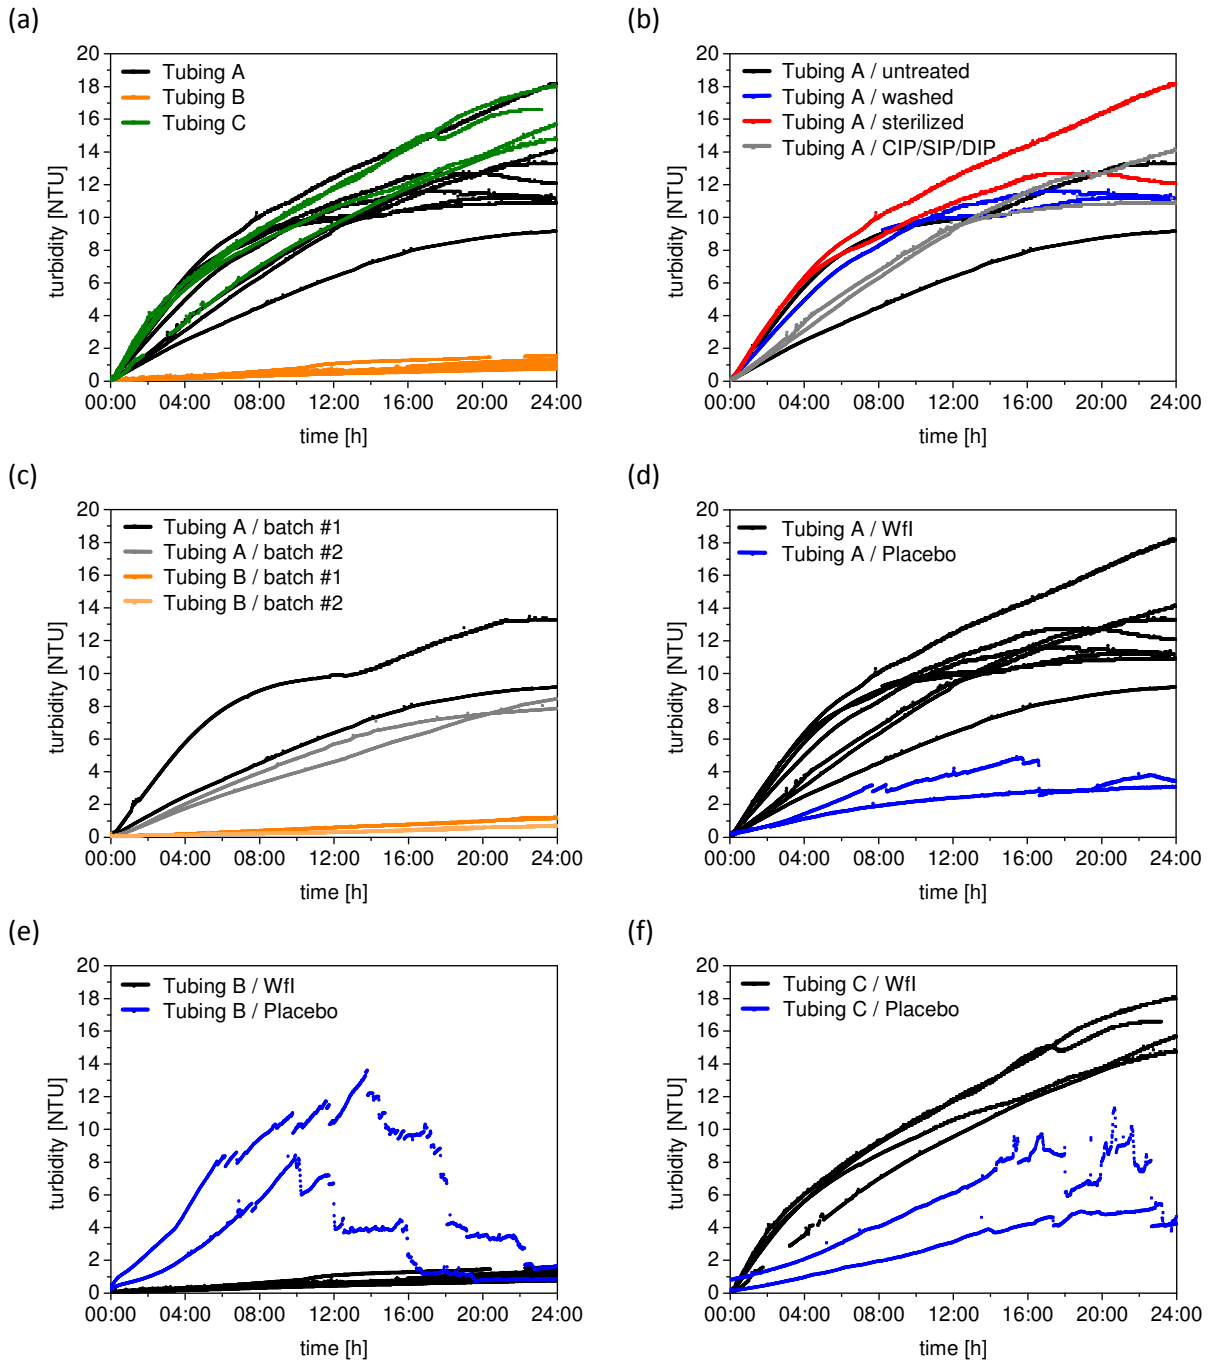 (a)
20
18
16
14
12
10
8
6
4
2
0
turbidity [NTU]
Tubing A
Tubing B
Tubing C
00:00 04:00 08:00 12:00 16:00 20:00 24:00
time [h]
(b)
20
18
16
14
12
10
8
6
4
2
0
turbidity [NTU]
Tubing A / untreated
Tubing A / washed
Tubing A / sterilized
Tubing A / CIP/SIP/DIP
00:00 04:00 08:00 12:00 16:00 20:00 24:00
time [h]
(c)
20
18
16
14
12
10
8
6
4
2
0
turbidity [NTU]
Tubing A / batch #1
Tubing A / batch #2
Tubing B / batch #1
Tubing B / batch #2
00:00 04:00 08:00 12:00 16:00 20:00 24:00
time [h]
(d)
20
18
16
14
12
10
8
6
4
2
0
turbidity [NTU]
Tubing A / WfI
Tubing A / Placebo
00:00 04:00 08:00 12:00 16:00 20:00 24:00
time [h]
(e)
20
18
16
14
12
10
8
6
4
2
0
turbidity [NTU]
Tubing B / WfI
Tubing B / Placebo
00:00 04:00 08:00 12:00 16:00 20:00 24:00
time [h]
(f)
20
18
16
14
12
10
8
6
4
2
0
turbidity [NTU]
Tubing C / WfI
Tubing C / Placebo
00:00 04:00 08:00 12:00 16:00 20:00 24:00
time [h]